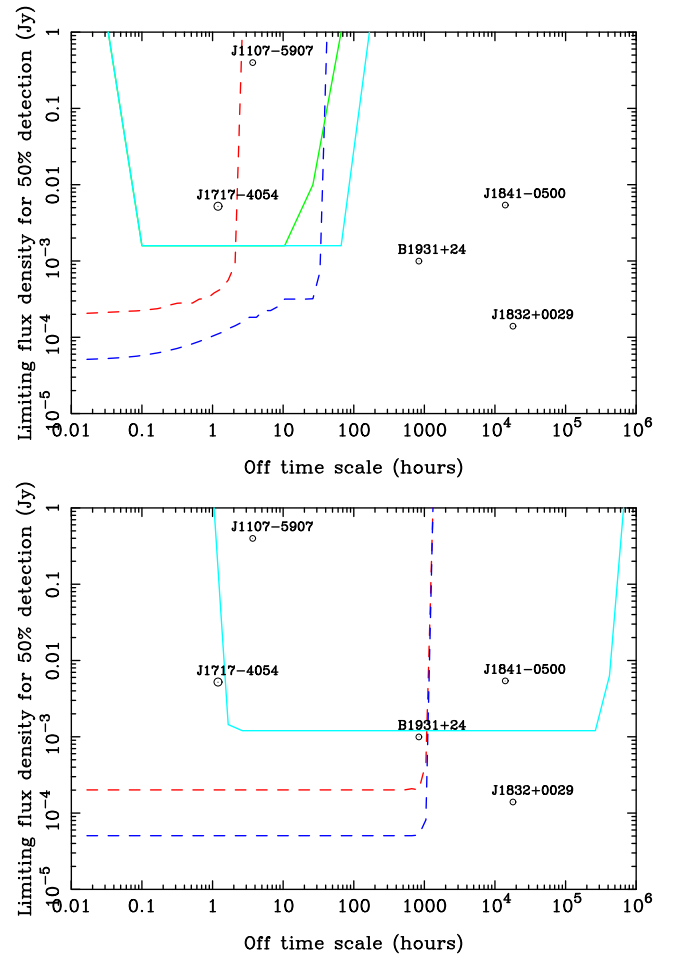 Limiting flux density for 50% detection (Jy)
1
0.1
0.01
10⁻³
10⁻⁴
10⁻⁵
J1107-5907
J1717-4054
J1841-0500
B1931+24
J1832+0029
0.01 0.1 1 10 100 1000 10⁴ 10⁵ 10⁶
Off time scale (hours)
Limiting flux density for 50% detection (Jy)
1
0.1
0.01
10⁻³
10⁻⁴
10⁻⁵
J1107-5907
J1717-4054
J1841-0500
B1931+24
J1832+0029
0.01 0.1 1 10 100 1000 10⁴ 10⁵ 10⁶
Off time scale (hours)